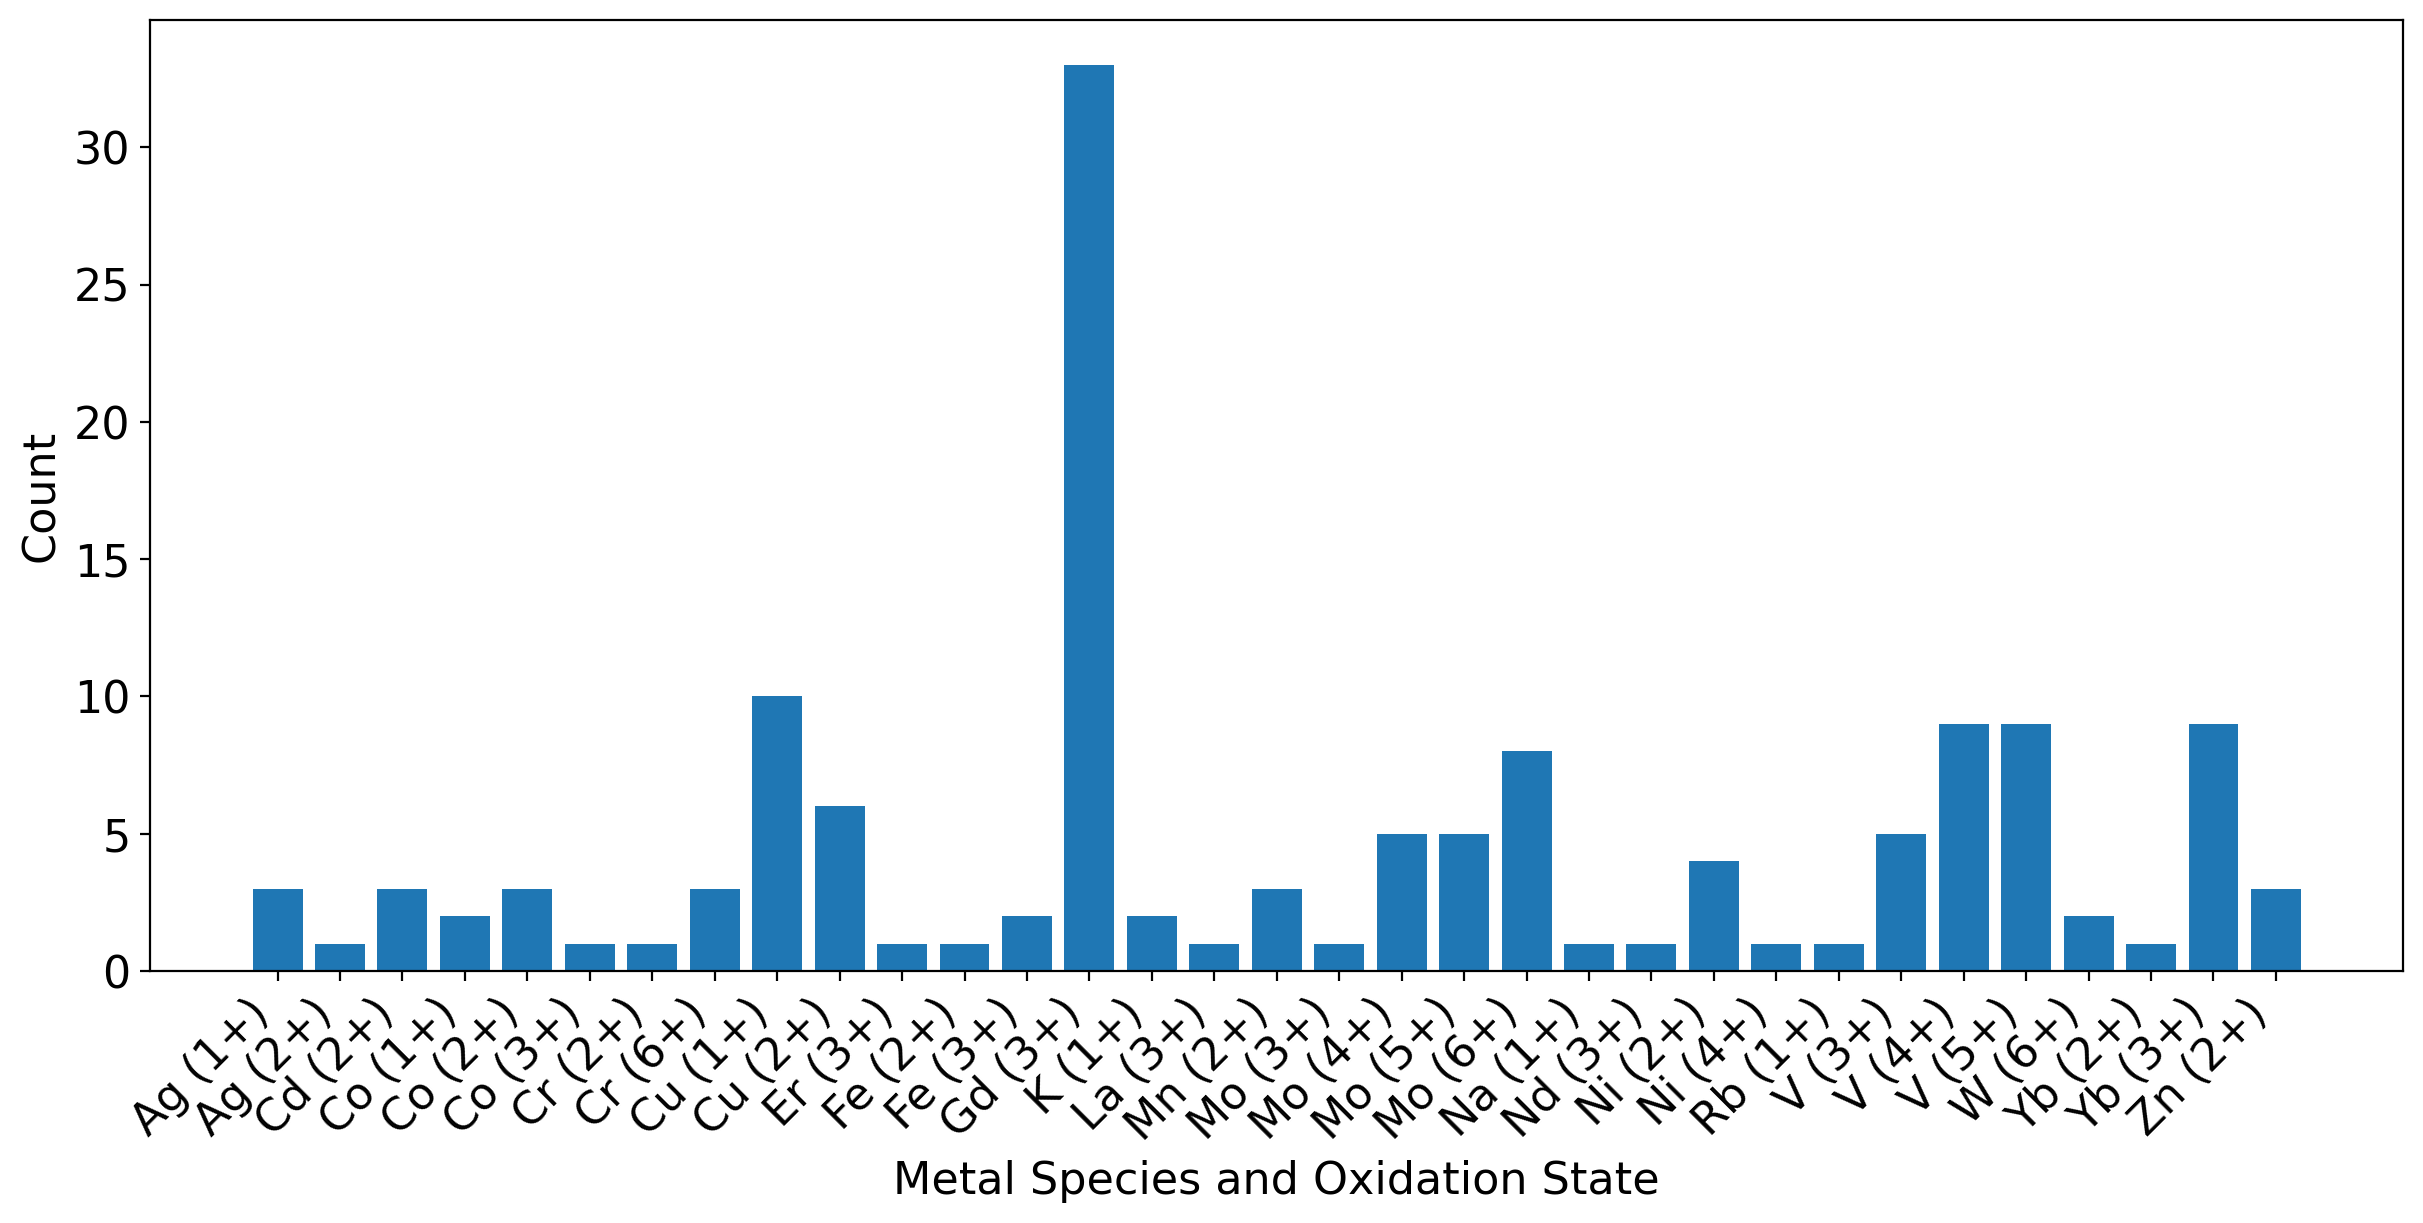 Count
30
25
20
15
10
5
0
Ag (1+)
Ag (2+)
Cd (2+)
Co (1+)
Co (2+)
Co (3+)
Cr (2+)
Cr (6+)
Cu (1+)
Cu (2+)
Er (3+)
Fe (2+)
Fe (3+)
Gd (3+)
K (1+)
La (3+)
Mn (2+)
Mo (3+)
Mo (4+)
Mo (5+)
Mo (6+)
Na (1+)
Nd (3+)
Ni (2+)
Ni (4+)
Rb (1+)
V (3+)
V (4+)
V (5+)
W (6+)
Yb (2+)
Yb (3+)
Zn (2+)
Metal Species and Oxidation State